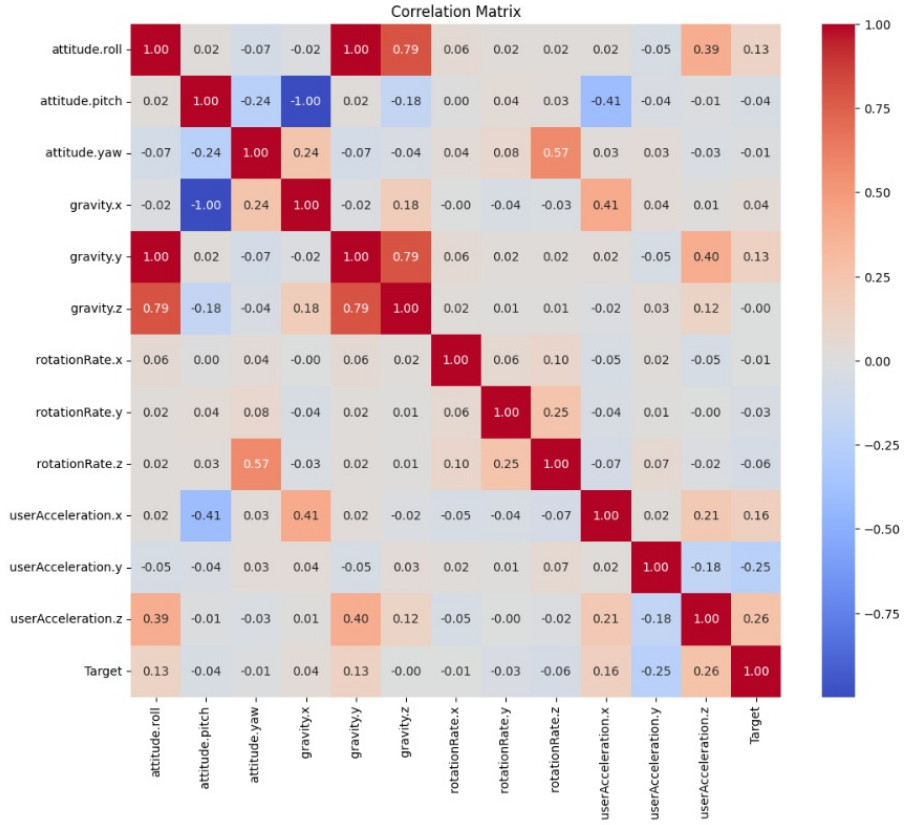 Correlation Matrix
attitude.roll 1.00 0.02 -0.07 -0.02 1.00 0.79 0.06 0.02 0.02 0.02 -0.05 0.39 0.13
attitude.pitch 0.02 1.00 -0.24 -1.00 0.02 -0.18 0.00 0.04 0.03 -0.41 -0.04 -0.01 -0.04
attitude.yaw -0.07 -0.24 1.00 0.24 -0.07 -0.04 0.04 0.08 0.57 0.03 0.03 -0.03 -0.01
gravity.x -0.02 -1.00 0.24 1.00 -0.02 0.18 -0.00 -0.04 -0.03 0.41 0.04 0.01 0.04
gravity.y 1.00 0.02 -0.07 -0.02 1.00 0.79 0.06 0.02 0.02 0.02 -0.05 0.40 0.13
gravity.z 0.79 -0.18 -0.04 0.18 0.79 1.00 0.02 0.01 0.01 -0.02 0.03 0.12 -0.00
rotationRate.x 0.06 0.00 0.04 -0.00 0.06 0.02 1.00 0.06 0.10 -0.05 0.02 -0.05 -0.01
rotationRate.y 0.02 0.04 0.08 -0.04 0.02 0.01 0.06 1.00 0.25 -0.04 0.01 -0.00 -0.03
rotationRate.z 0.02 0.03 0.57 -0.03 0.02 0.01 0.10 0.25 1.00 -0.07 0.07 -0.02 -0.06
userAcceleration.x 0.02 -0.41 0.03 0.41 0.02 -0.02 -0.05 -0.04 -0.07 1.00 0.02 0.21 0.16
userAcceleration.y -0.05 -0.04 0.03 0.04 -0.05 0.03 0.02 0.01 0.07 0.02 1.00 -0.18 -0.25
userAcceleration.z 0.39 -0.01 -0.03 0.01 0.40 0.12 -0.05 -0.00 -0.02 0.21 -0.18 1.00 0.26
Target 0.13 -0.04 -0.01 0.04 0.13 -0.00 -0.01 -0.03 -0.06 0.16 -0.25 0.26 1.00
attitude.roll
attitude.pitch
attitude.yaw
gravity.x
gravity.y
gravity.z
rotationRate.x
rotationRate.y
rotationRate.z
userAcceleration.x
userAcceleration.y
userAcceleration.z
Target
1.00
0.75
0.50
0.25
0.00
−0.25
−0.50
−0.75